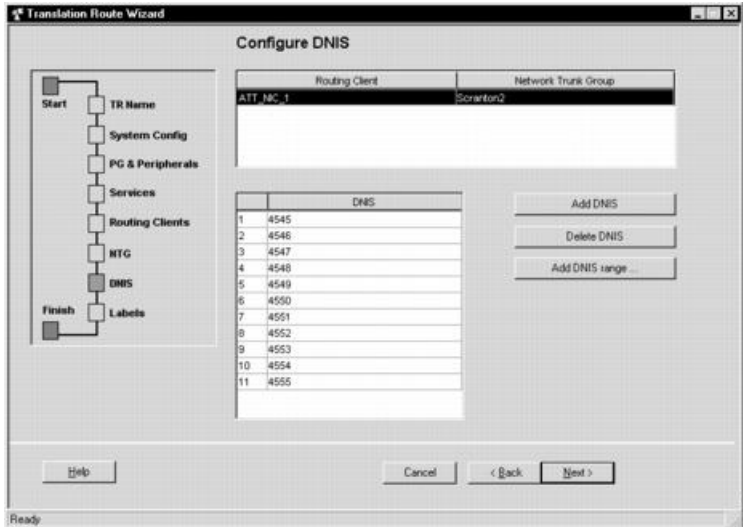 Translation Route Wizard
Configure DNIS
Start
TR Name
System Config
PG & Peripherals
Services
Routing Clients
NTG
DNIS
Finish
Labels
Routing Client Network Trunk Group
ATT_NIC_1 Scranton2
DNIS
1 4545
2 4546
3 4547
4 4548
5 4549
6 4550
7 4551
8 4552
9 4553
10 4554
11 4555
Add DNIS
Delete DNIS
Add DNIS range ...
Help
Cancel
< Back
Next >
Ready